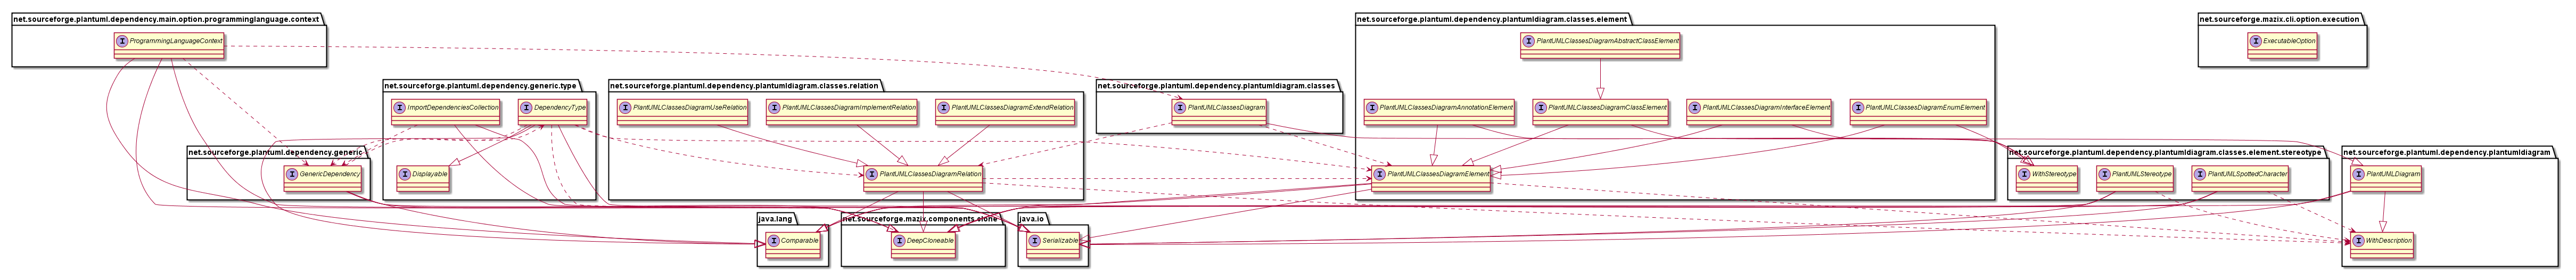 net.sourceforge.plantuml.dependency.main.option.programminglanguage.context
I ProgrammingLanguageContext
net.sourceforge.plantuml.dependency.plantumldiagram.classes.element
I PlantUMLClassesDiagramAbstractClassElement
net.sourceforge.mazix.cli.option.execution
I ExecutableOption
net.sourceforge.plantuml.dependency.generic.type
I ImportDependenciesCollection
I DependencyType
I Displayable
net.sourceforge.plantuml.dependency.plantumldiagram.classes.relation
I PlantUMLClassesDiagramUseRelation
I PlantUMLClassesDiagramImplementRelation
I PlantUMLClassesDiagramExtendRelation
I PlantUMLClassesDiagramRelation
net.sourceforge.plantuml.dependency.plantumldiagram.classes
I PlantUMLClassesDiagram
I PlantUMLClassesDiagramAnnotationElement
I PlantUMLClassesDiagramClassElement
I PlantUMLClassesDiagramInterfaceElement
I PlantUMLClassesDiagramEnumElement
I PlantUMLClassesDiagramElement
net.sourceforge.plantuml.dependency.generic
I GenericDependency
net.sourceforge.plantuml.dependency.plantumldiagram.classes.element.stereotype
I WithStereotype
I PlantUMLStereotype
I PlantUMLSpottedCharacter
net.sourceforge.plantuml.dependency.plantumldiagram
I PlantUMLDiagram
I WithDescription
java.lang
I Comparable
net.sourceforge.mazix.components.clone
I DeepCloneable
java.io
I Serializable